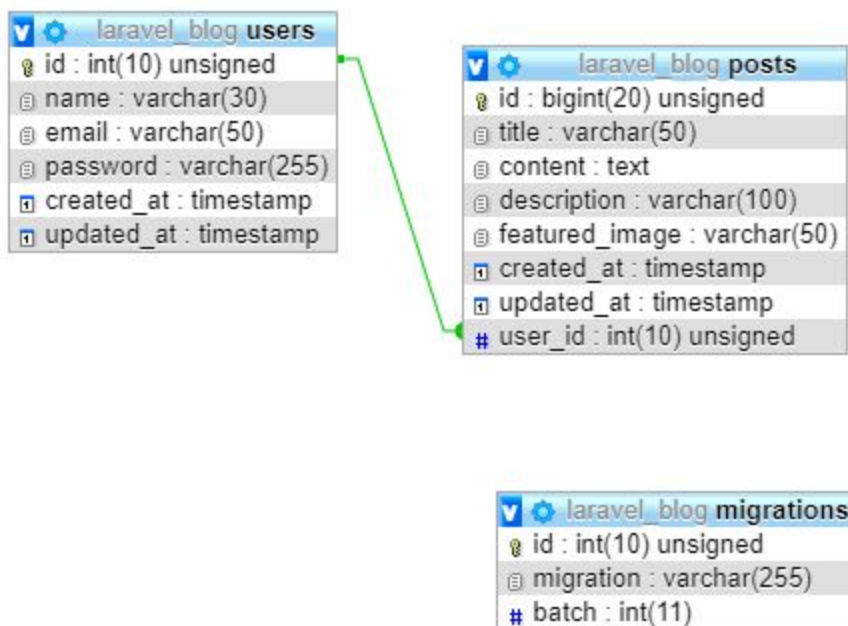 laravel_blog users
id : int(10) unsigned
name : varchar(30)
email : varchar(50)
password : varchar(255)
created_at : timestamp
updated_at : timestamp
laravel_blog posts
id : bigint(20) unsigned
title : varchar(50)
content : text
description : varchar(100)
featured_image : varchar(50)
created_at : timestamp
updated_at : timestamp
# user_id : int(10) unsigned
laravel_blog migrations
id : int(10) unsigned
migration : varchar(255)
# batch : int(11)